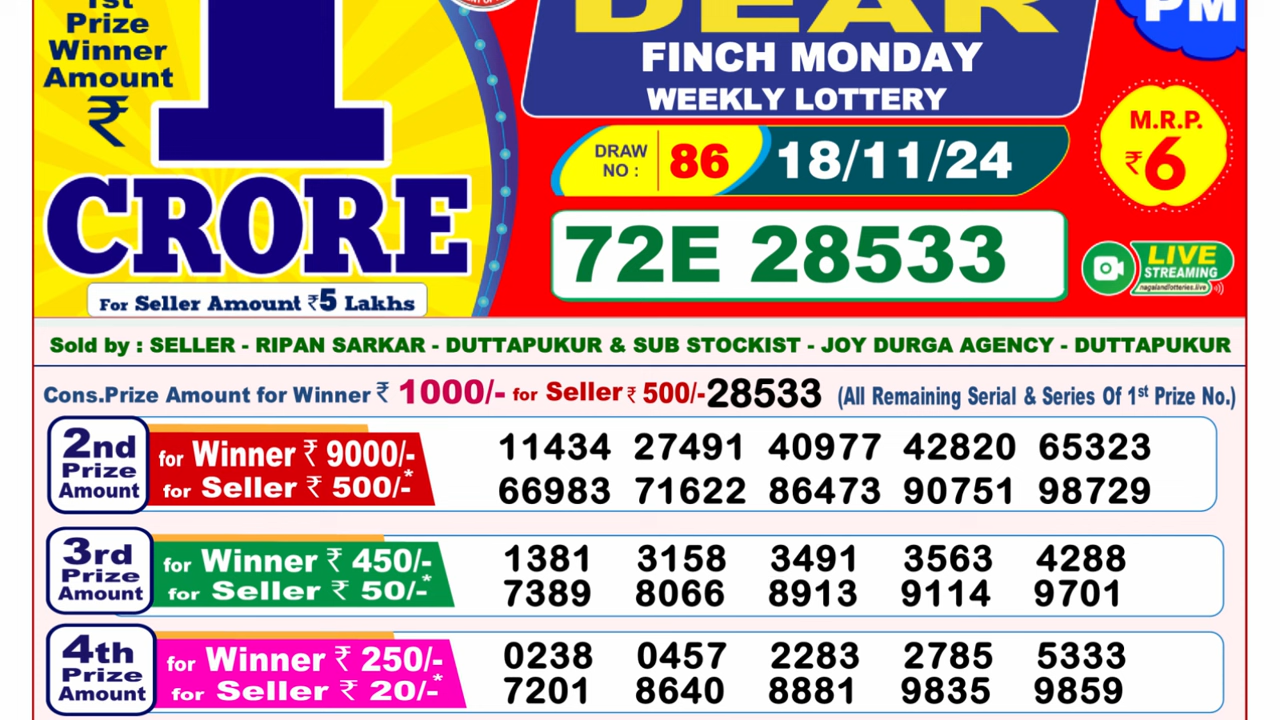 1st
Prize
Winner
Amount
₹
1
CRORE
For Seller Amount ₹5 Lakhs
DEAR
FINCH MONDAY
WEEKLY LOTTERY
PM
DRAW NO : 86 18/11/24
M.R.P.
₹6
72E 28533
LIVE
STREAMING
nagalandlotteries.live
Sold by : SELLER - RIPAN SARKAR - DUTTAPUKUR & SUB STOCKIST - JOY DURGA AGENCY - DUTTAPUKUR
Cons.Prize Amount for Winner ₹ 1000/- for Seller ₹ 500/- 28533 (All Remaining Serial & Series Of 1st Prize No.)
2nd
Prize
Amount
for Winner ₹ 9000/-
for Seller ₹ 500/-*
11434 27491 40977 42820 65323
66983 71622 86473 90751 98729
3rd
Prize
Amount
for Winner ₹ 450/-
for Seller ₹ 50/-*
1381 3158 3491 3563 4288
7389 8066 8913 9114 9701
4th
Prize
Amount
for Winner ₹ 250/-
for Seller ₹ 20/-*
0238 0457 2283 2785 5333
7201 8640 8881 9835 9859